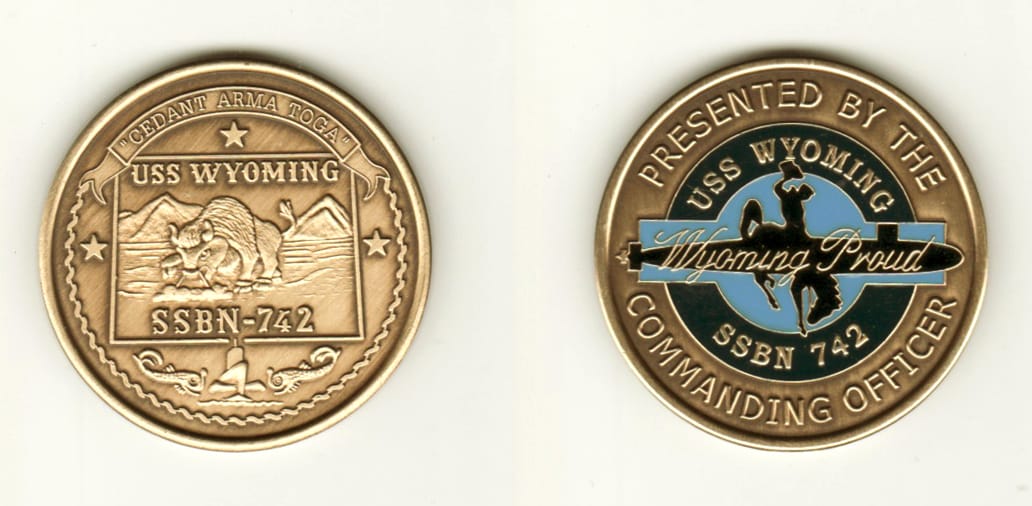 "CEDANT ARMA TOGA"
USS WYOMING
SSBN-742
PRESENTED BY THE
USS WYOMING
Wyoming Proud
SSBN 742
COMMANDING OFFICER